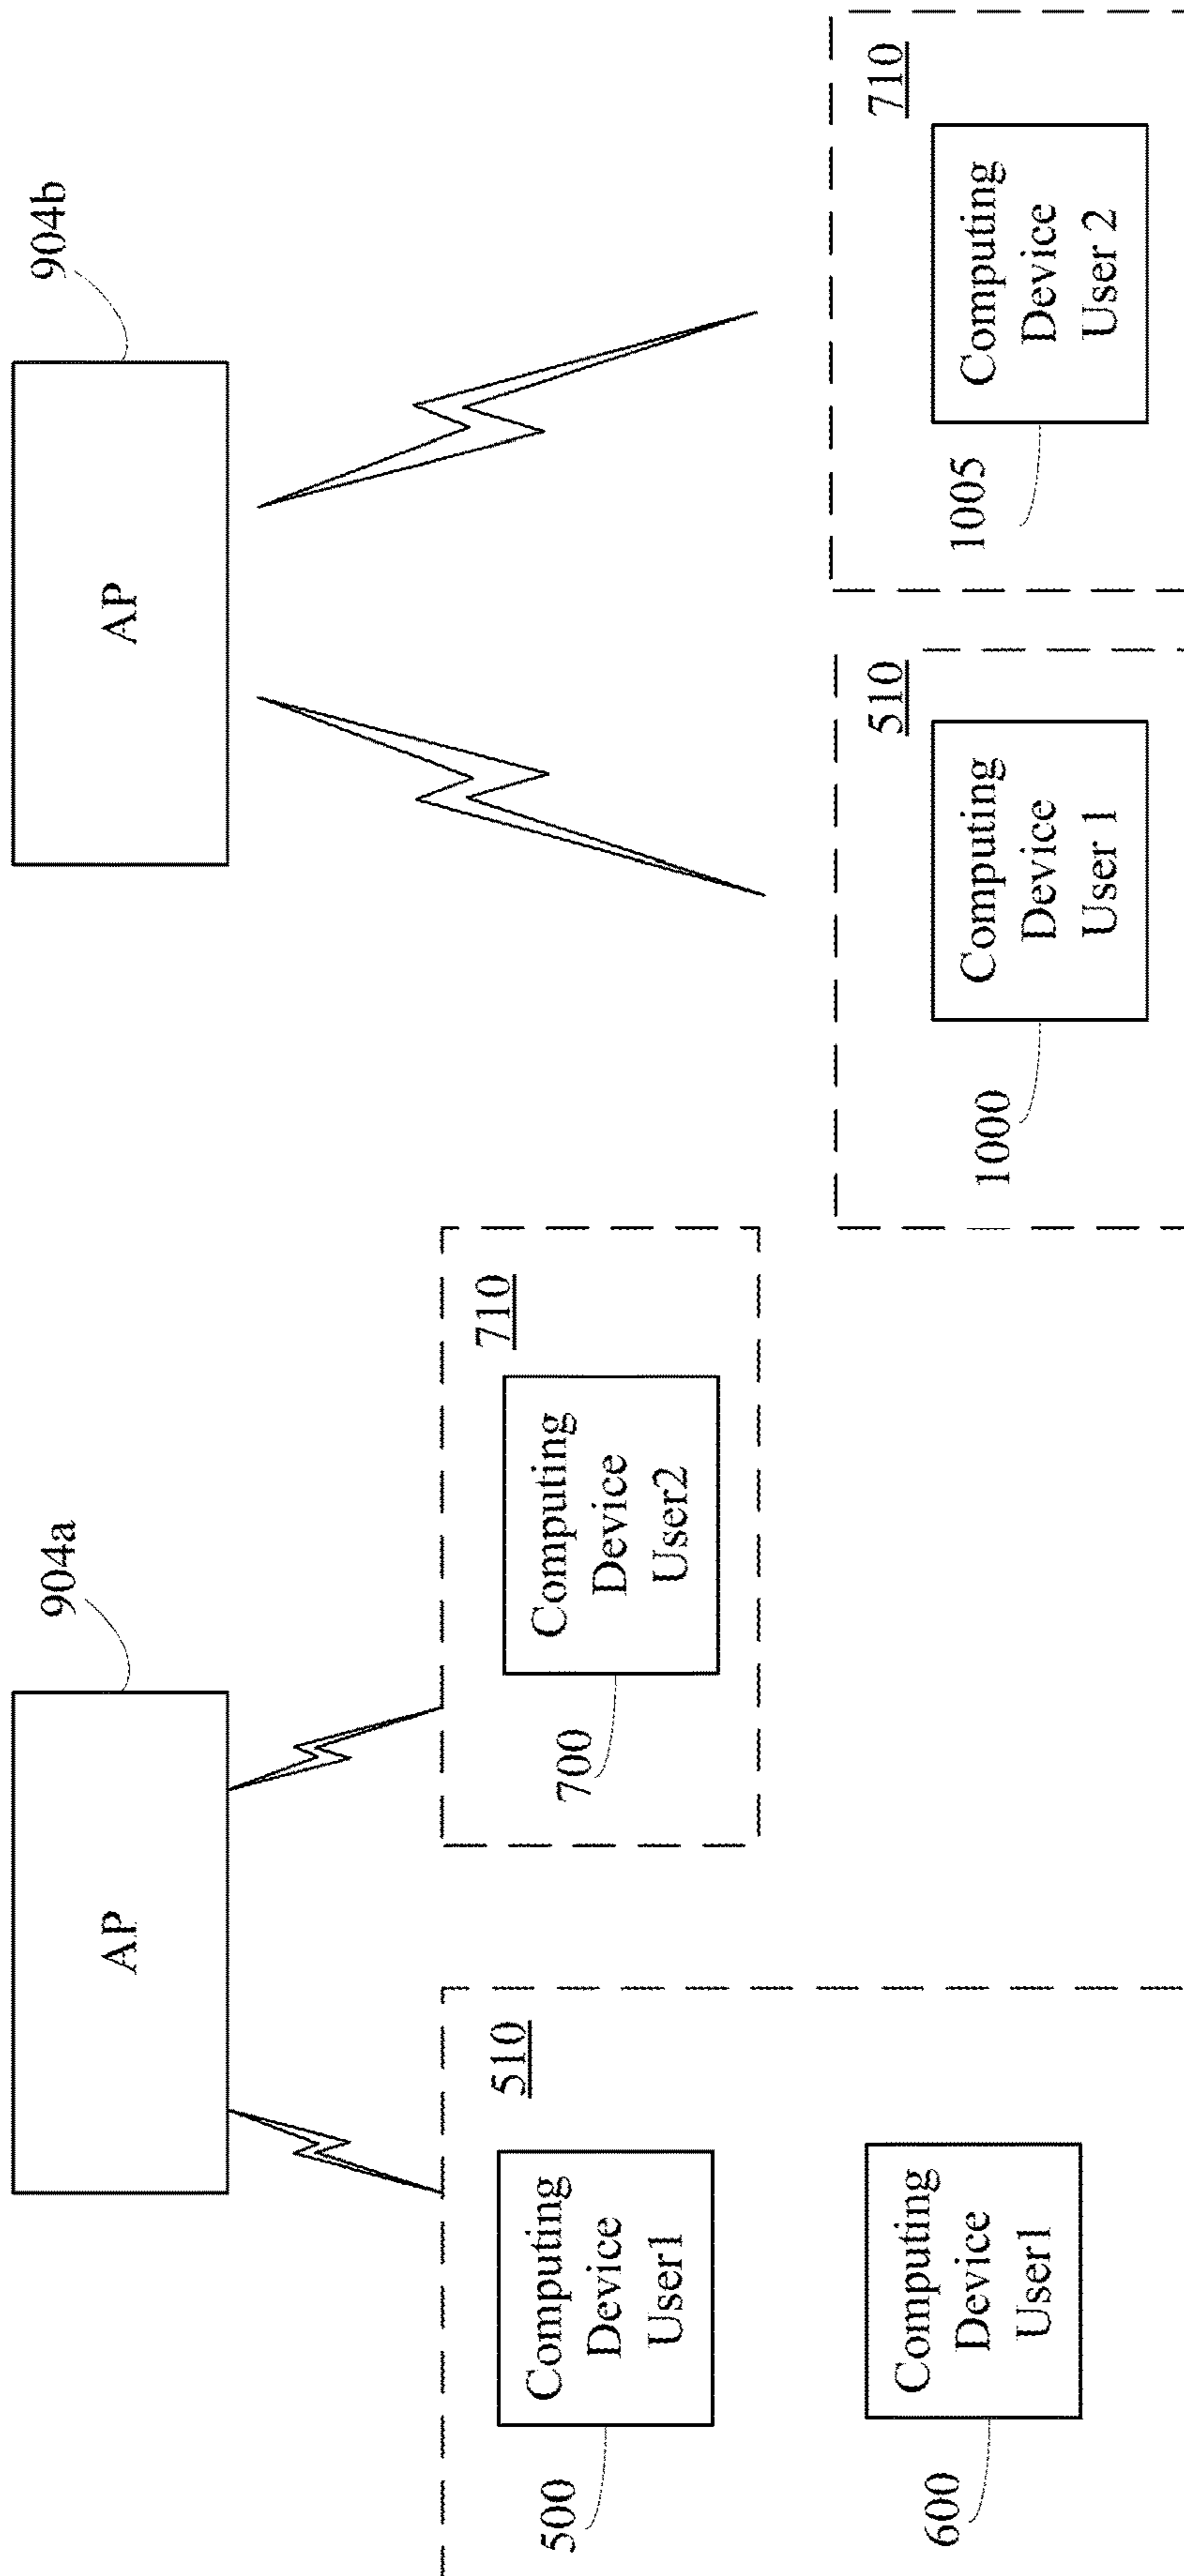 904a
904b
AP
AP
510
Computing
Device
User1
500
Computing
Device
User1
600
710
Computing
Device
User2
700
510
Computing
Device
User 1
1000
710
Computing
Device
User 2
1005